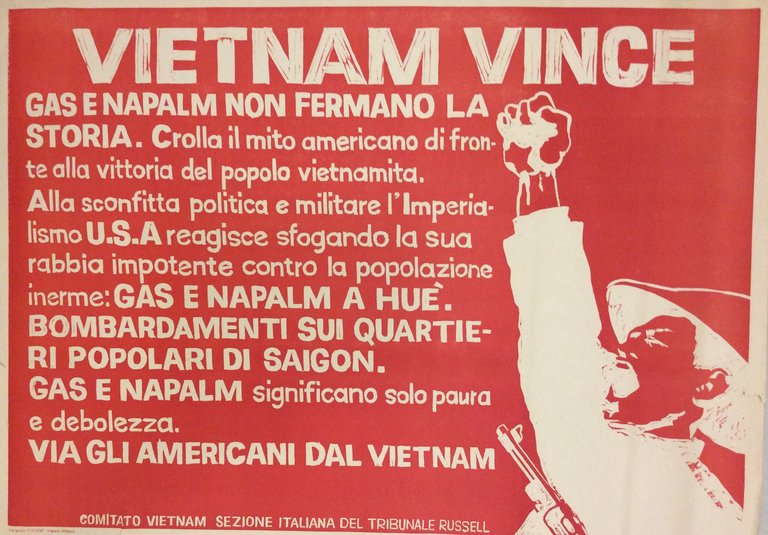 VIETNAM VINCE
GAS E NAPALM NON FERMANO LA
STORIA. Crolla il mito americano di fron-
te alla vittoria del popolo vietnamita.
Alla sconfitta politica e militare l'Imperia-
lismo U.S.A reagisce sfogando la sua
rabbia impotente contro la popolazione
inerme: GAS E NAPALM A HUÈ.
BOMBARDAMENTI SUI QUARTIE-
RI POPOLARI DI SAIGON.
GAS E NAPALM significano solo paura
e debolezza.
VIA GLI AMERICANI DAL VIETNAM
COMITATO VIETNAM SEZIONE ITALIANA DEL TRIBUNALE RUSSELL